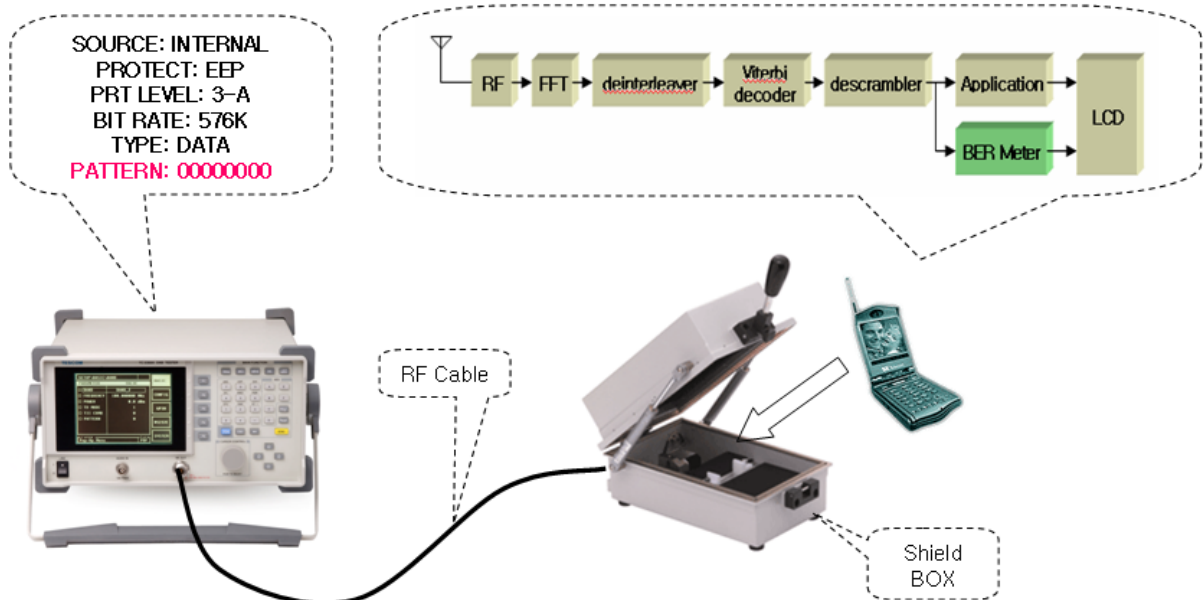 SOURCE: INTERNAL
PROTECT: EEP
PRT LEVEL: 3-A
BIT RATE: 576K
TYPE: DATA
PATTERN: 00000000
RF
FFT
deinterleaver
Viterbi
decoder
descrambler
Application
BER Meter
LCD
RF Cable
Shield
BOX